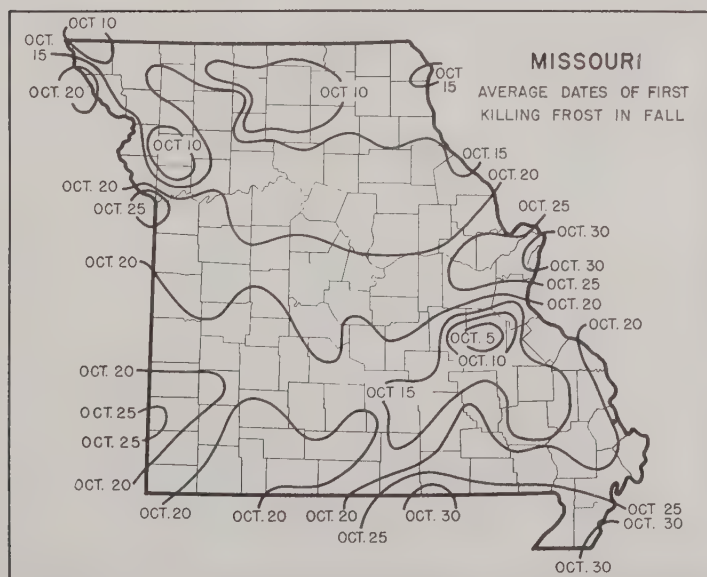 OCT 10
OCT.
15
OCT. 20
MISSOURI
AVERAGE DATES OF FIRST
KILLING FROST IN FALL
OCT 10
OCT
15
OCT 10
OCT. 15
OCT. 20
OCT. 20
OCT. 25
OCT. 25
OCT. 30
OCT. 20
OCT. 30
OCT. 25
OCT. 20
OCT. 20
OCT. 5
OCT. 10
OCT. 20
OCT 15
OCT. 25
OCT. 25
OCT. 20
OCT. 20
OCT. 20
OCT. 20
OCT. 30
OCT. 25
OCT 25
OCT. 30
OCT. 30